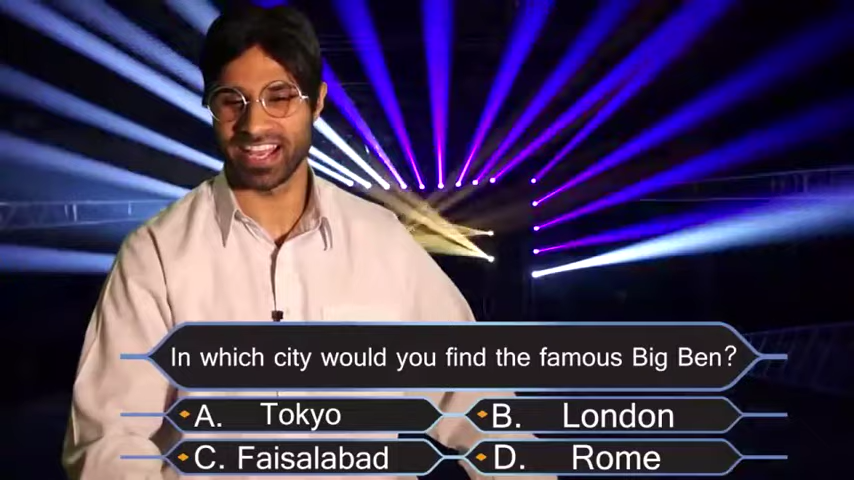 In which city would you find the famous Big Ben?
A. Tokyo
B. London
C. Faisalabad
D. Rome